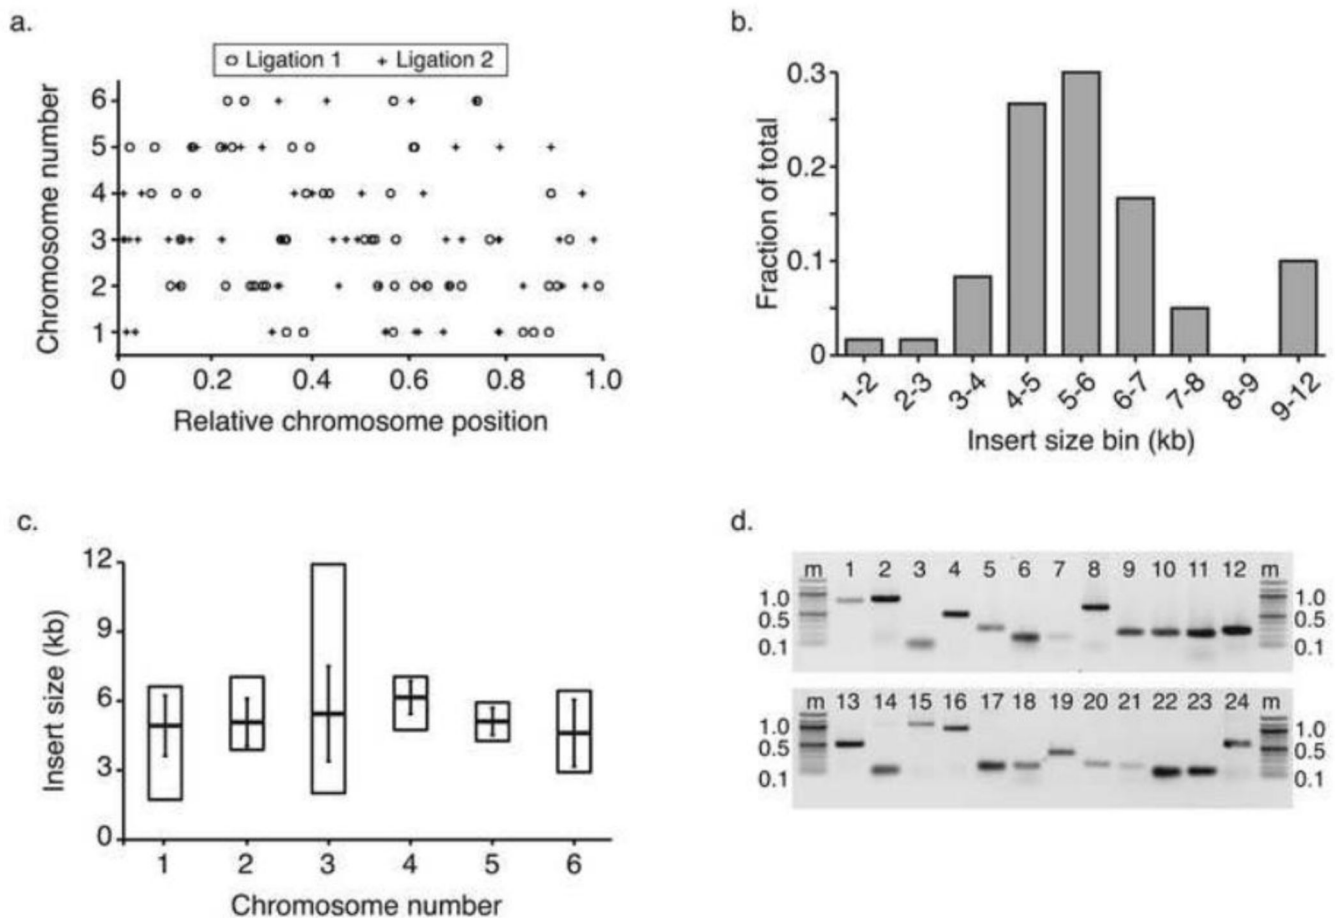 a.
o Ligation 1 + Ligation 2
Chromosome number
6
5
4
3
2
1
0 0.2 0.4 0.6 0.8 1.0
Relative chromosome position
b.
Fraction of total
0.3
0.2
0.1
0
1-2 2-3 3-4 4-5 5-6 6-7 7-8 8-9 9-12
Insert size bin (kb)
c.
Insert size (kb)
12
9
6
3
0
1 2 3 4 5 6
Chromosome number
d.
m 1 2 3 4 5 6 7 8 9 10 11 12 m
1.0 1.0
0.5 0.5
0.1 0.1
m 13 14 15 16 17 18 19 20 21 22 23 24 m
1.0 1.0
0.5 0.5
0.1 0.1